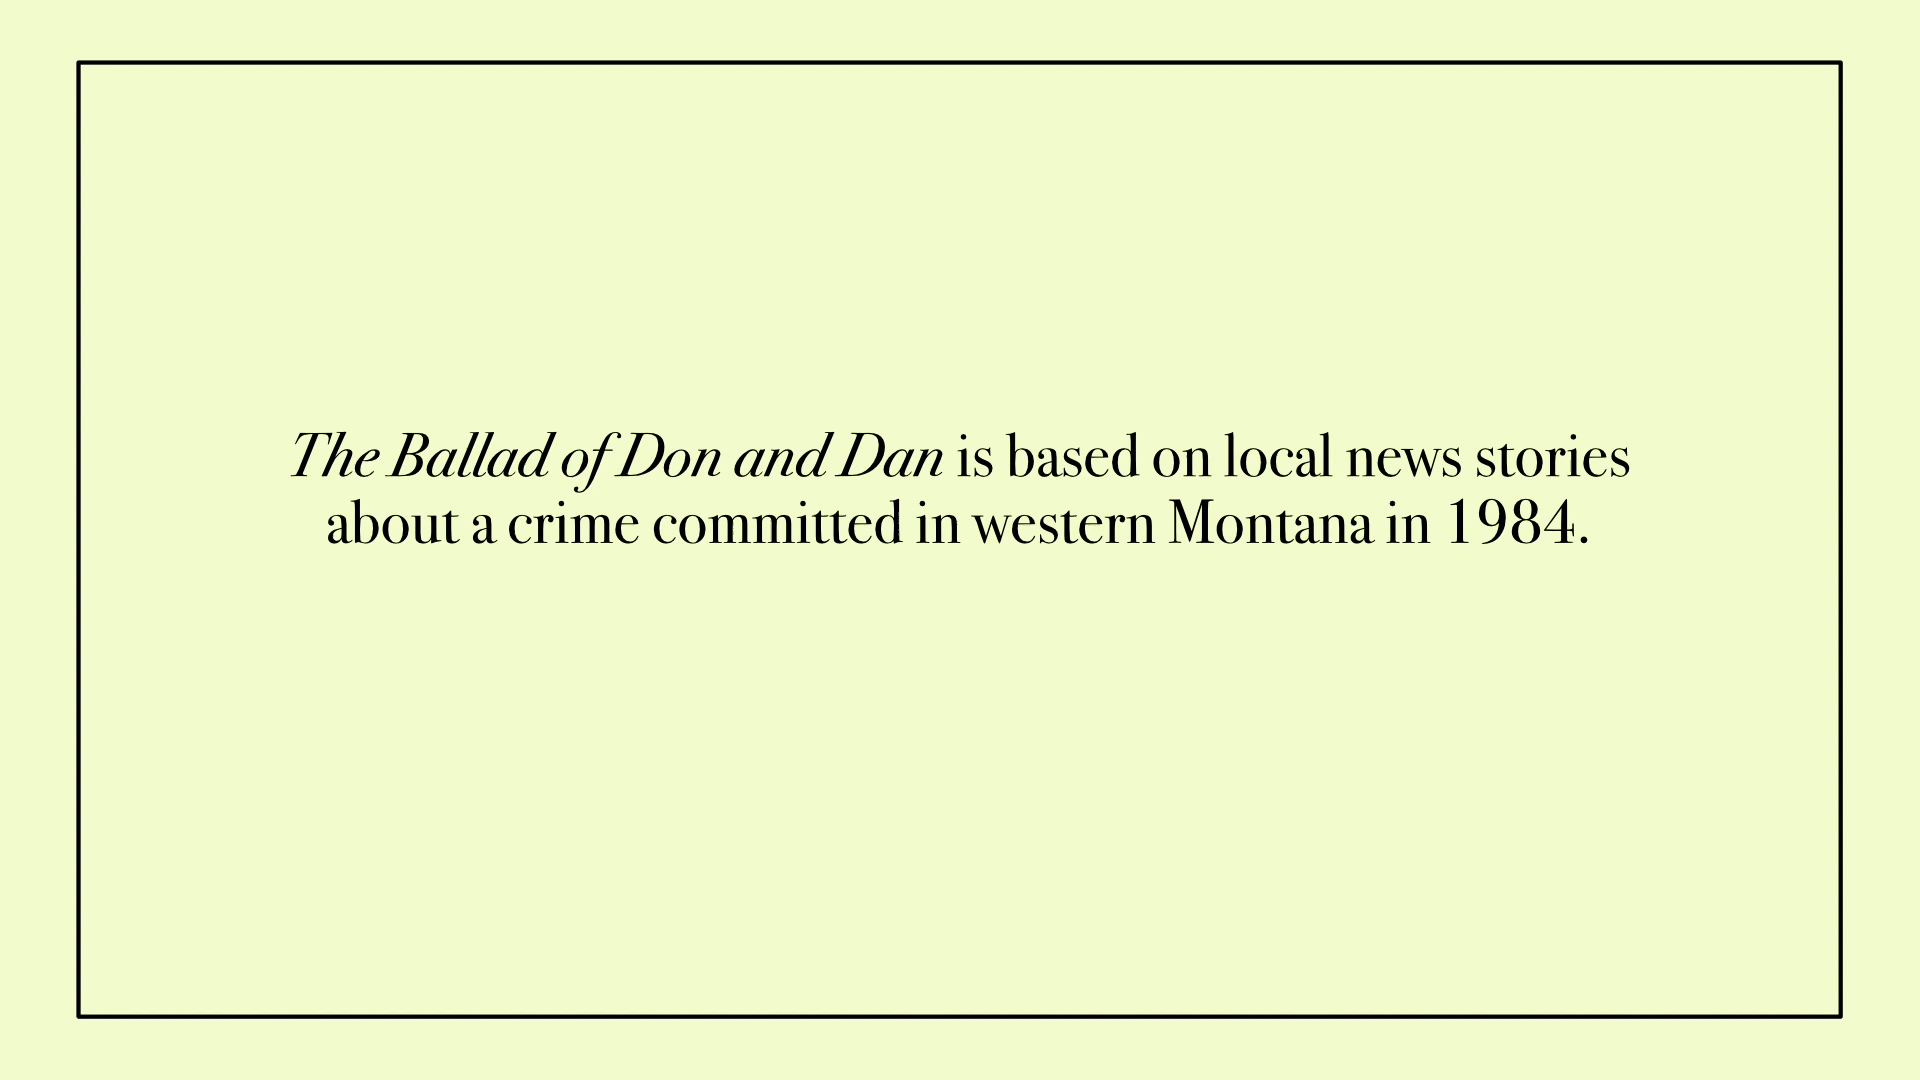 The Ballad of Don and Dan is based on local news stories
about a crime committed in western Montana in 1984.